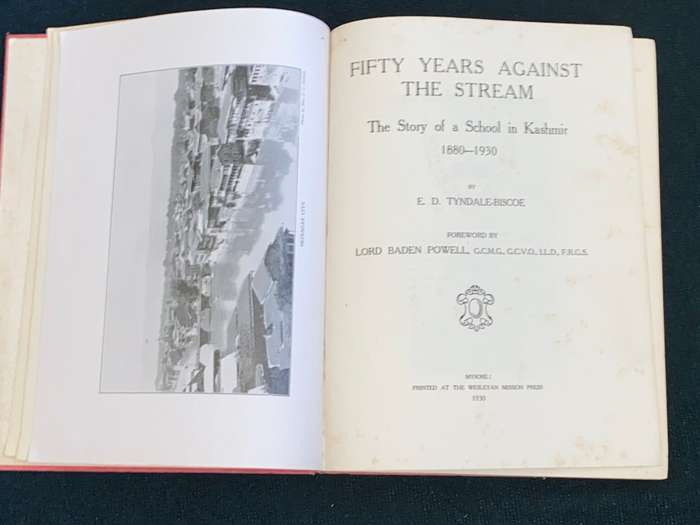 FIFTY YEARS AGAINST
THE STREAM
The Story of a School in Kashmir
1880—1930
BY
E. D. TYNDALE-BISCOE
FOREWORD BY
LORD BADEN POWELL, G.C.M.G., G.C.V.O., LL.D., F.R.G.S.
MYSORE:
PRINTED AT THE WESLEYAN MISSION PRESS
1930